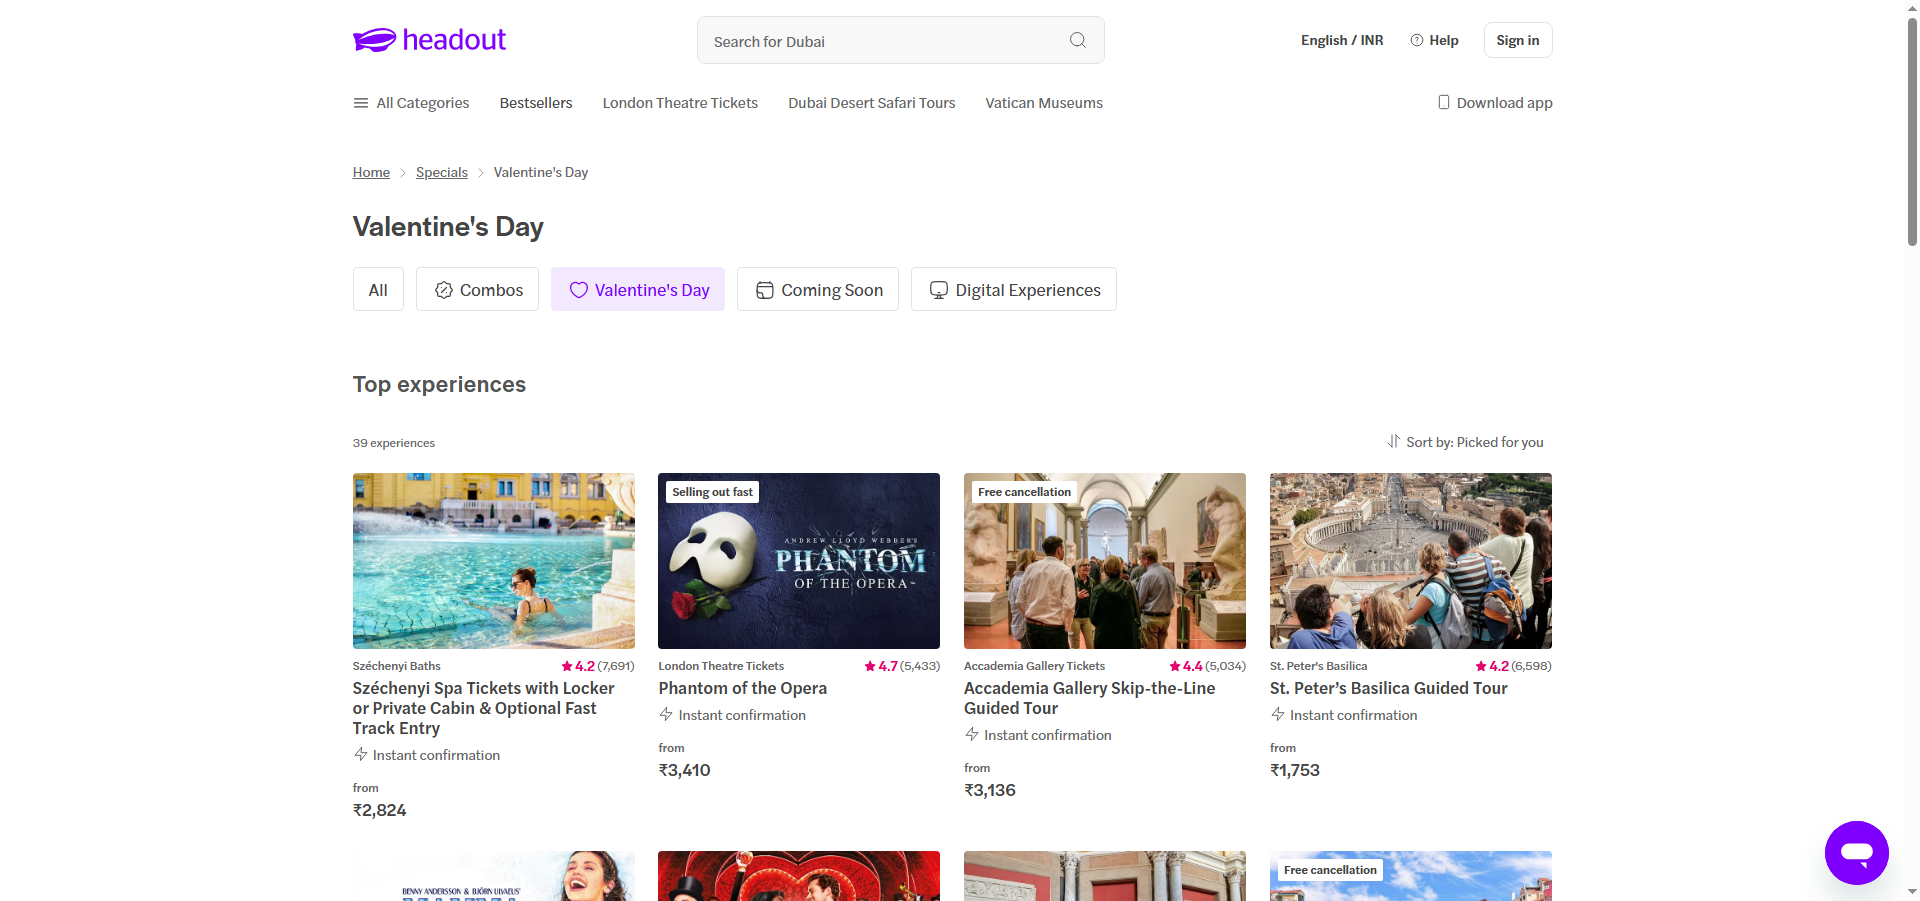 headout
Search for Dubai
English / INR
Help
Sign in
All Categories
Bestsellers
London Theatre Tickets
Dubai Desert Safari Tours
Vatican Museums
Download app
Home
Specials
Valentine's Day
Valentine's Day
All
Combos
Valentine's Day
Coming Soon
Digital Experiences
Top experiences
39 experiences
Sort by: Picked for you
Széchenyi Baths
4.2 (7,691)
Széchenyi Spa Tickets with Locker
or Private Cabin & Optional Fast
Track Entry
Instant confirmation
from
₹2,824
Selling out fast
ANDREW LLOYD WEBBER'S
PHANTOM
OF THE OPERA
London Theatre Tickets
4.7 (5,433)
Phantom of the Opera
Instant confirmation
from
₹3,410
Free cancellation
Accademia Gallery Tickets
4.4 (5,034)
Accademia Gallery Skip-the-Line
Guided Tour
Instant confirmation
from
₹3,136
St. Peter's Basilica
4.2 (6,598)
St. Peter’s Basilica Guided Tour
Instant confirmation
from
₹1,753
BENNY ANDERSSON & BJÖRN ULVAEUS'
Free cancellation